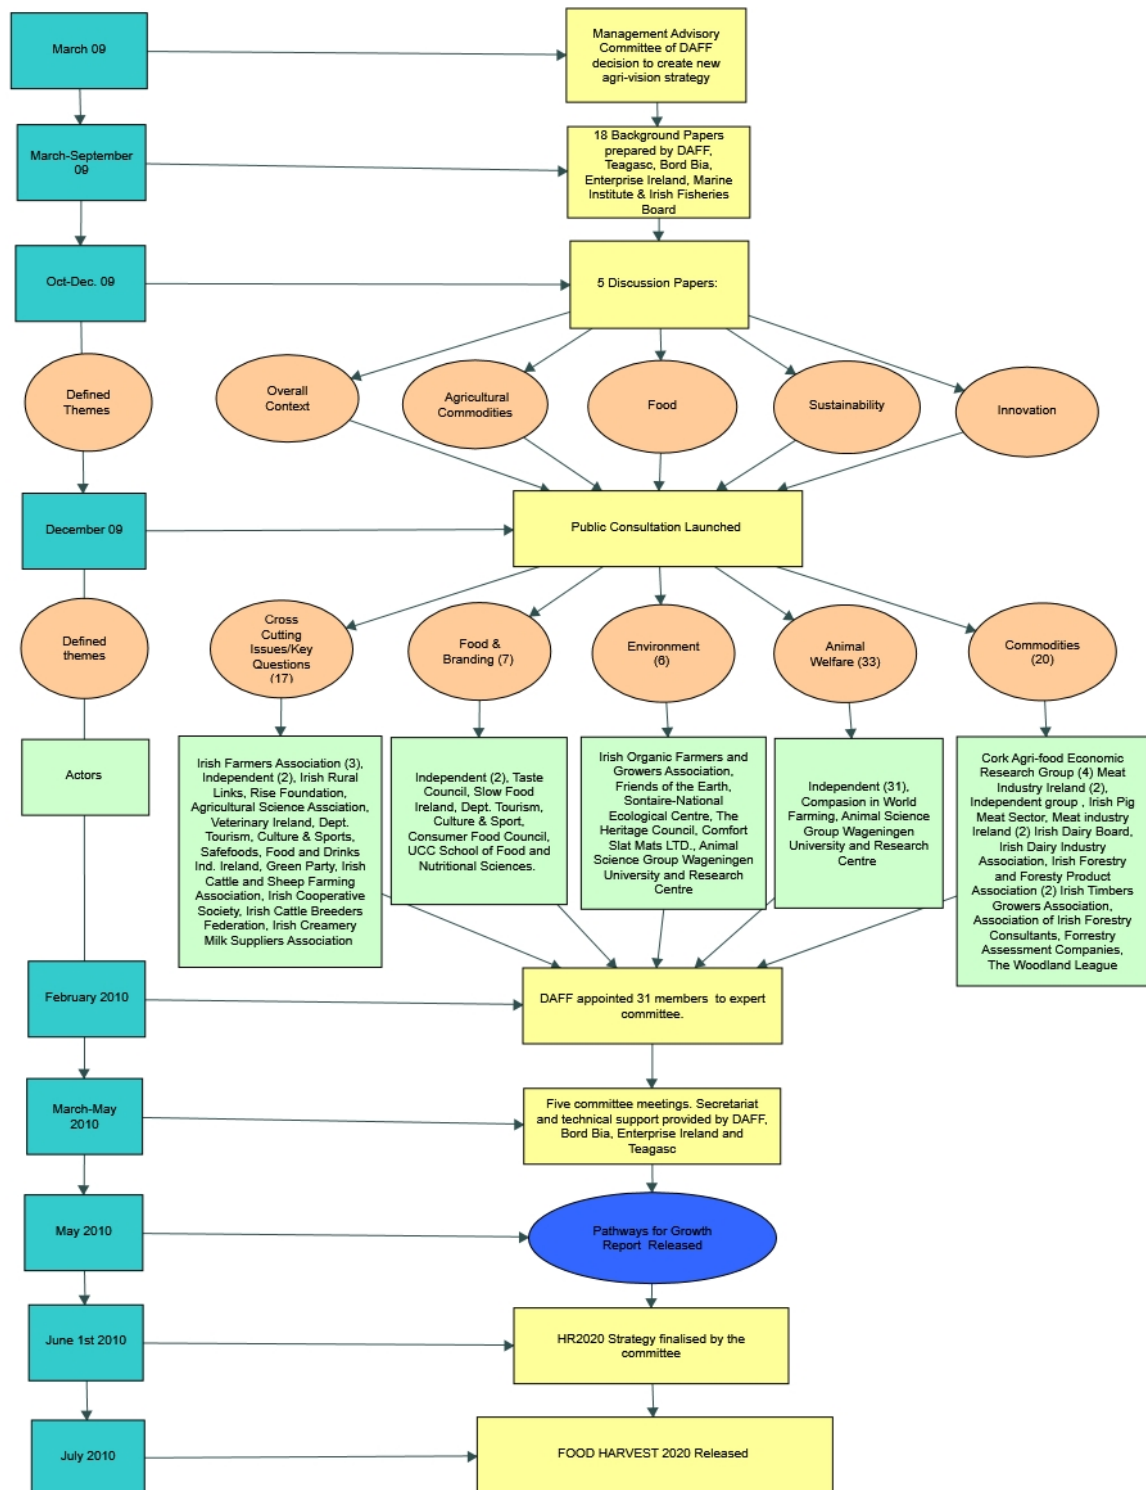 March 09
Management Advisory
Committee of DAFF
decision to create new
agri-vision strategy
March-September
09
18 Background Papers
prepared by DAFF,
Teagasc, Bord Bia,
Enterprise Ireland, Marine
Institute & Irish Fisheries
Board
Oct-Dec. 09
5 Discussion Papers:
Defined
Themes
Overall
Context
Agricultural
Commodities
Food
Sustainability
Innovation
December 09
Public Consultation Launched
Defined
themes
Cross
Cutting
Issues/Key
Questions
(17)
Food &
Branding (7)
Environment
(6)
Animal
Welfare (33)
Commodities
(20)
Actors
Irish Farmers Association (3),
Independent (2), Irish Rural
Links, Rise Foundation,
Agricultural Science Assciation,
Veterinary Ireland, Dept.
Tourism, Culture & Sports,
Safefoods, Food and Drinks
Ind. Ireland, Green Party, Irish
Cattle and Sheep Farming
Association, Irish Cooperative
Society, Irish Cattle Breeders
Federation, Irish Creamery
Milk Suppliers Association
Independent (2), Taste
Council, Slow Food
Ireland, Dept. Tourism,
Culture & Sport,
Consumer Food Council,
UCC School of Food and
Nutritional Sciences.
Irish Organic Farmers and
Growers Association,
Friends of the Earth,
Sontaire-National
Ecological Centre, The
Heritage Council, Comfort
Slat Mats LTD., Animal
Science Group Wageningen
University and Research
Centre
Independent (31),
Compasion in World
Farming, Animal Science
Group Wageningen
University and Research
Centre
Cork Agri-food Economic
Research Group (4) Meat
Industry Ireland (2),
Independent group , Irish Pig
Meat Sector, Meat industry
Ireland (2) Irish Dairy Board,
Irish Dairy Industry
Association, Irish Forestry
and Foresty Product
Association (2) Irish Timbers
Growers Association,
Association of Irish Forestry
Consultants, Forrestry
Assessment Companies,
The Woodland League
February 2010
DAFF appointed 31 members to expert
committee.
March-May
2010
Five committee meetings. Secretariat
and technical support provided by DAFF,
Bord Bia, Enterprise Ireland and
Teagasc
May 2010
Pathways for Growth
Report Released
June 1st 2010
HR2020 Strategy finalised by the
committee
July 2010
FOOD HARVEST 2020 Released